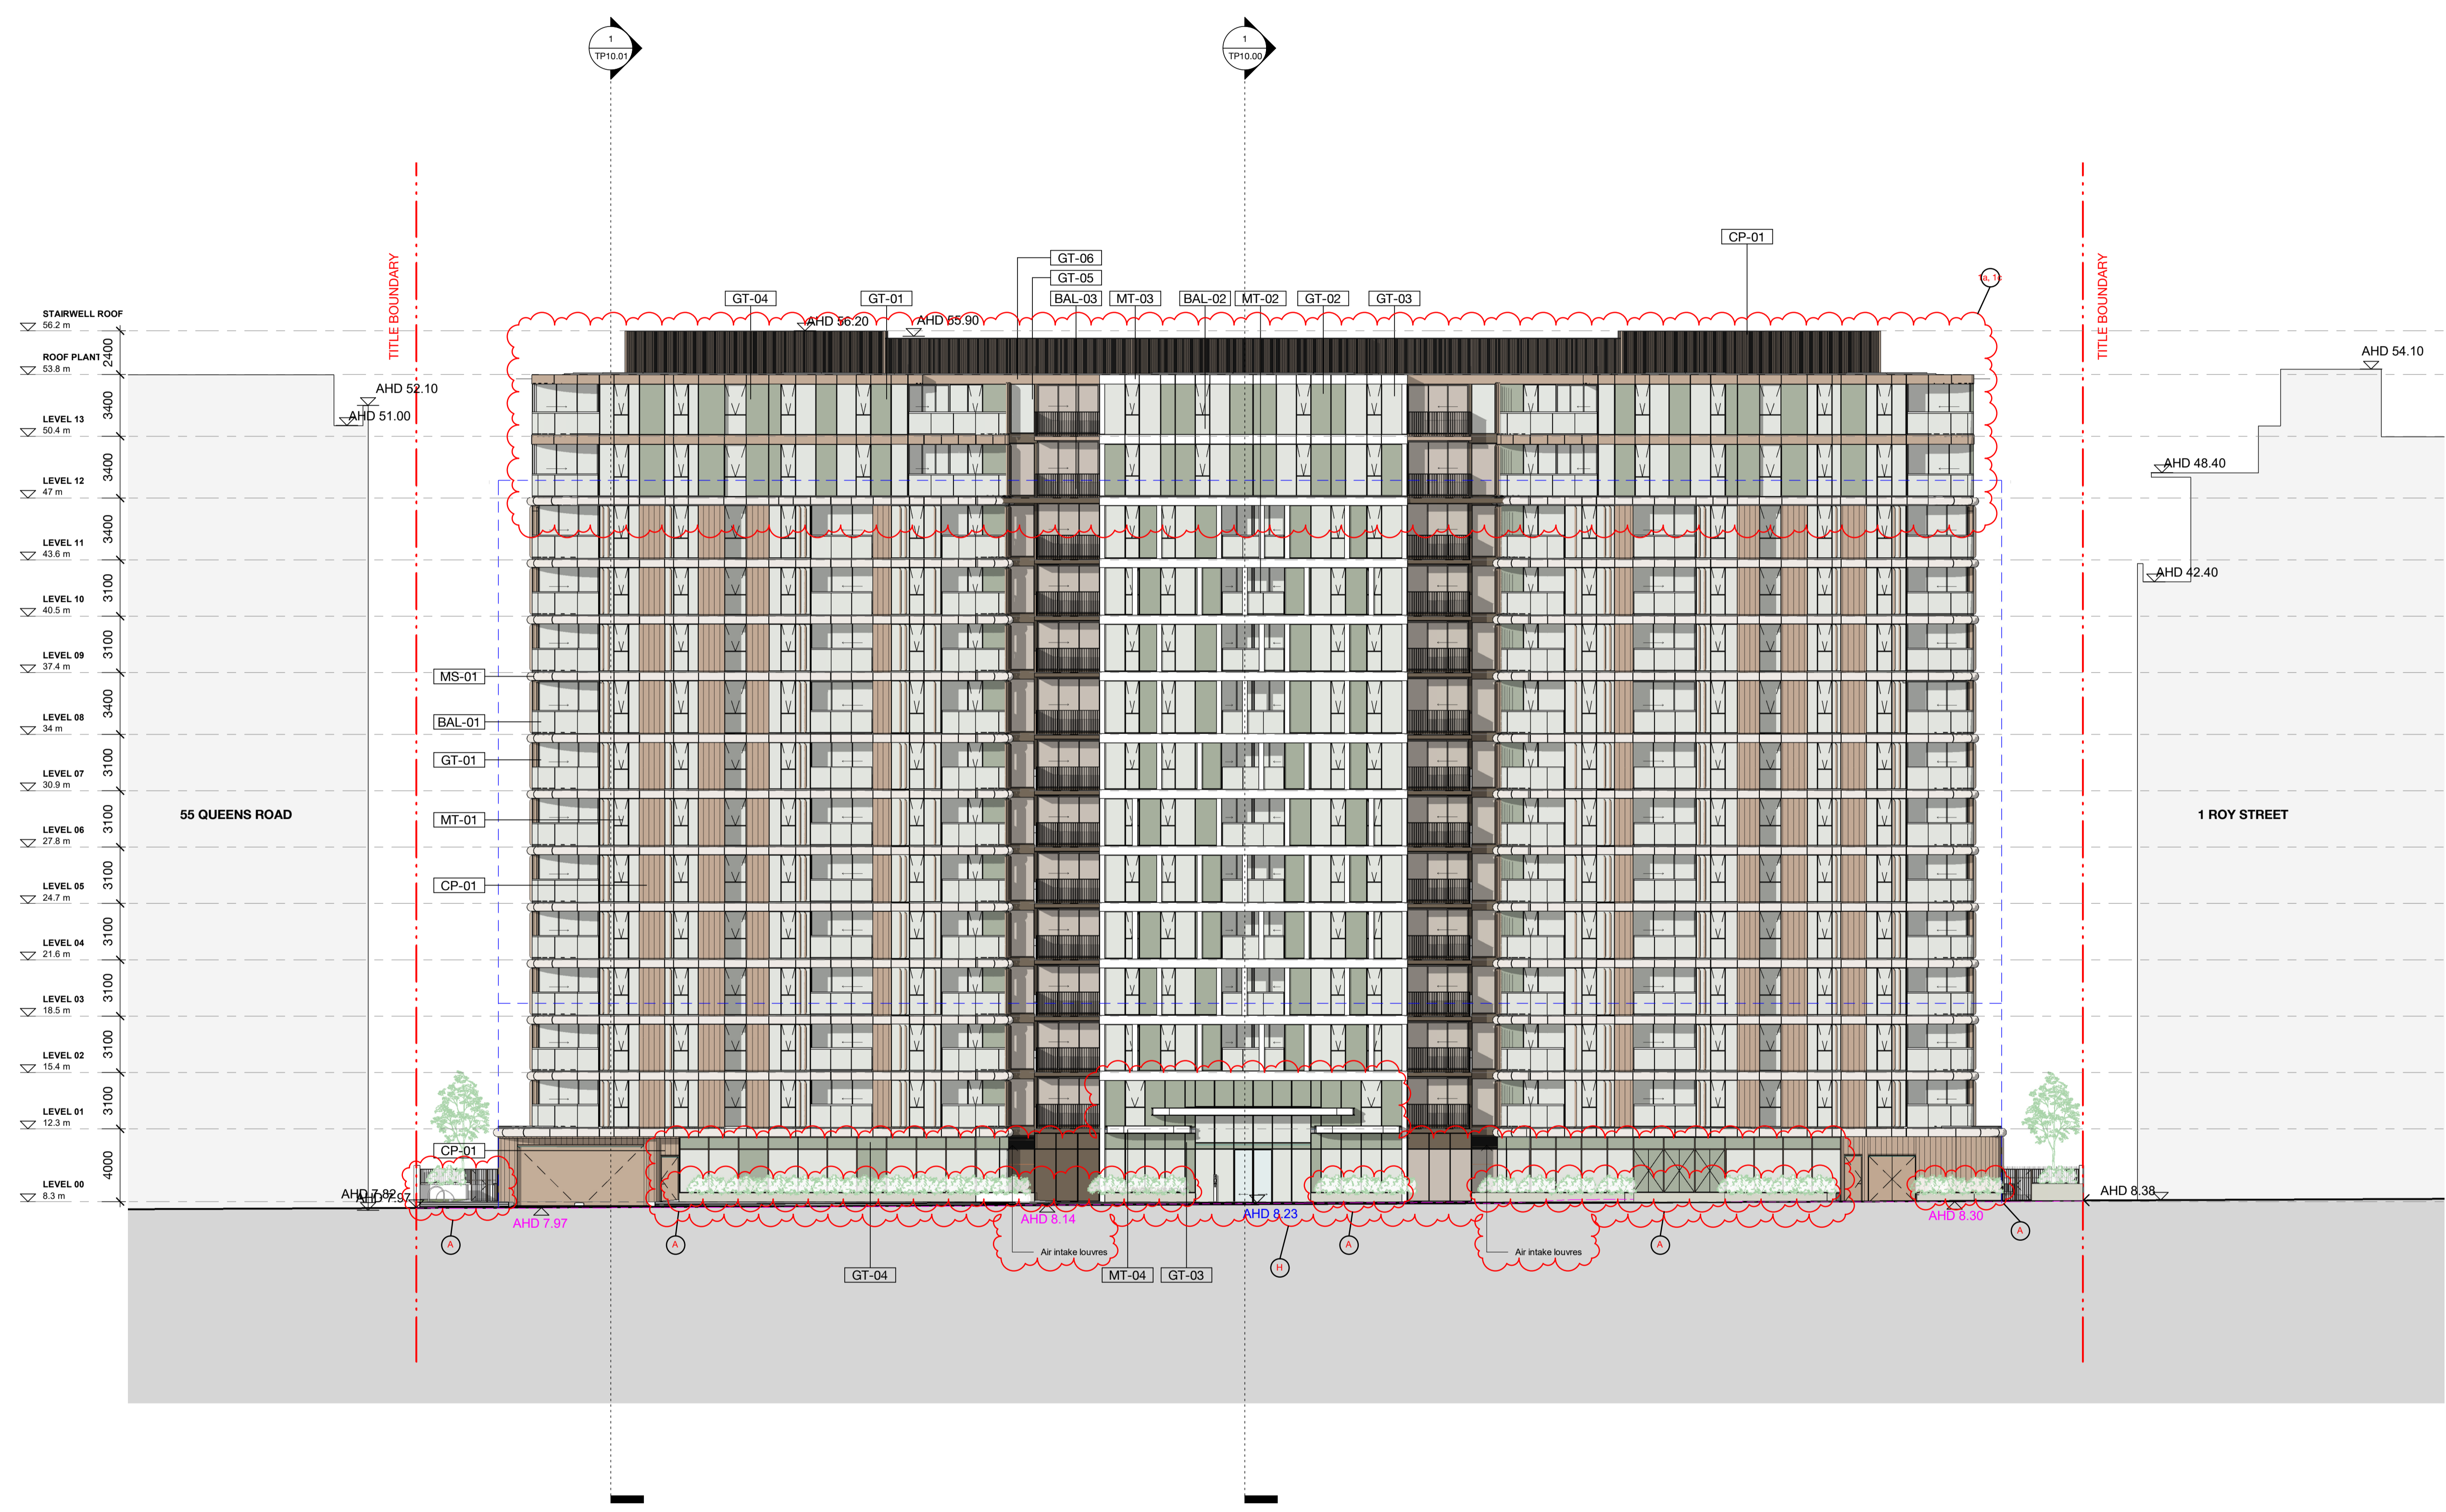 1
TP10.01
1
TP10.00
CP-01
GT-06
GT-05
GT-04
GT-01
BAL-03
MT-03
BAL-02
MT-02
GT-02
GT-03
TITLE BOUNDARY
TITLE BOUNDARY
STAIRWELL ROOF
56.2 m
AHD 56.20
AHD 55.90
2400
ROOF PLANT
53.8 m
AHD 54.10
AHD 52.10
AHD 51.00
3400
LEVEL 13
50.4 m
AHD 48.40
3400
LEVEL 12
47 m
3400
LEVEL 11
43.6 m
AHD 42.40
3100
LEVEL 10
40.5 m
3100
LEVEL 09
37.4 m
MS-01
3400
BAL-01
LEVEL 08
34 m
GT-01
3100
LEVEL 07
30.9 m
55 QUEENS ROAD
1 ROY STREET
MT-01
3100
LEVEL 06
27.8 m
CP-01
3100
LEVEL 05
24.7 m
3100
LEVEL 04
21.6 m
3100
LEVEL 03
18.5 m
3100
LEVEL 02
15.4 m
3100
LEVEL 01
12.3 m
CP-01
4000
LEVEL 00
8.3 m
AHD 7.82
AHD 7.97
AHD 8.38
AHD 7.97
AHD 8.14
AHD 8.23
AHD 8.30
A
A
A
A
A
H
Air intake louvres
Air intake louvres
GT-04
MT-04
GT-03